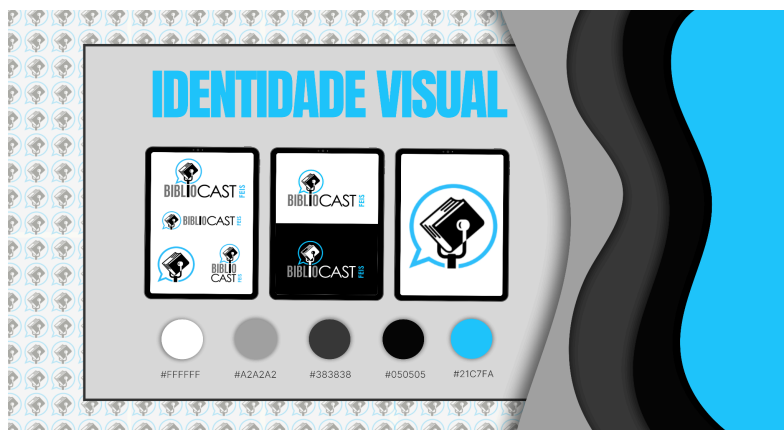 IDENTIDADE VISUAL
BIBLIOCAST FEIS
BIBLIOCAST FEIS
BIBLIO
CAST FEIS
BIBLIOCAST FEIS
BIBLIOCAST FEIS
#FFFFFF
#A2A2A2
#383838
#050505
#21C7FA